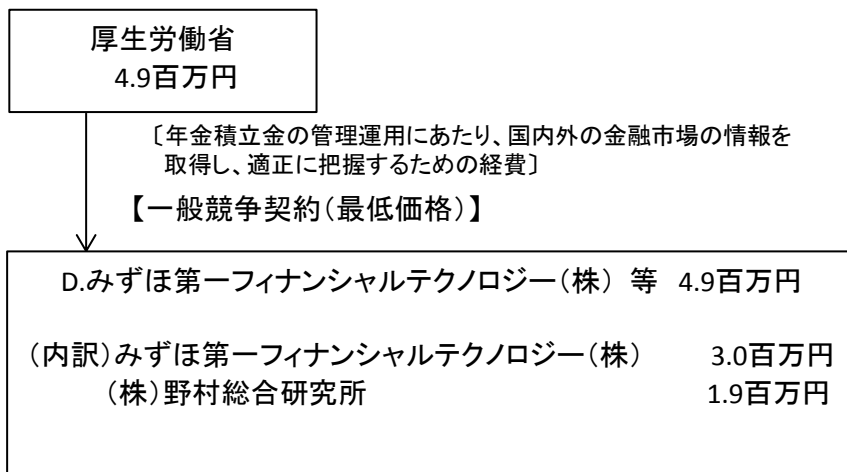 厚生労働省
4.9百万円
〔年金積立金の管理運用にあたり、国内外の金融市場の情報を
取得し、適正に把握するための経費〕
【一般競争契約(最低価格)】
D.みずほ第一フィナンシャルテクノロジー(株) 等 4.9百万円
(内訳)みずほ第一フィナンシャルテクノロジー(株) 3.0百万円
(株)野村総合研究所 1.9百万円